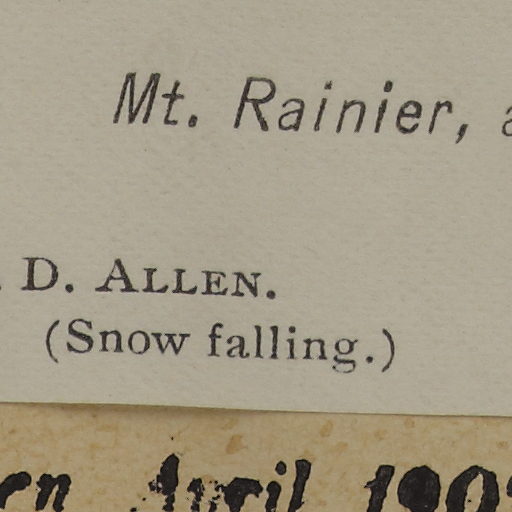 Mt. Rainier,
. D. ALLEN.
(Snow falling.)
April